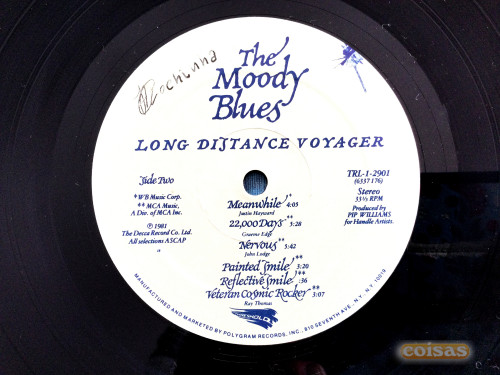 The
Moody
Blues
LONG DISTANCE VOYAGER
Side Two
TRL-1-2901
(6337 176)
Stereo
33⅓ RPM
Produced by
PIP WILLIAMS
for Handle Artists.
* WB Music Corp.
** MCA Music,
A Div. of MCA Inc.
℗ 1981
The Decca Record Co. Ltd.
All selections ASCAP
Meanwhile * 4:05
Justin Hayward
22,000 Days ** 5:28
Graeme Edge
Nervous ** 5:42
John Lodge
Painted Smile ** 3:20
Reflective Smile ** :36
Veteran Cosmic Rocker ** 3:07
Ray Thomas
THRESHOLD
MANUFACTURED AND MARKETED BY POLYGRAM RECORDS, INC., 810 SEVENTH AVE., N.Y., N.Y. 10019
coisas